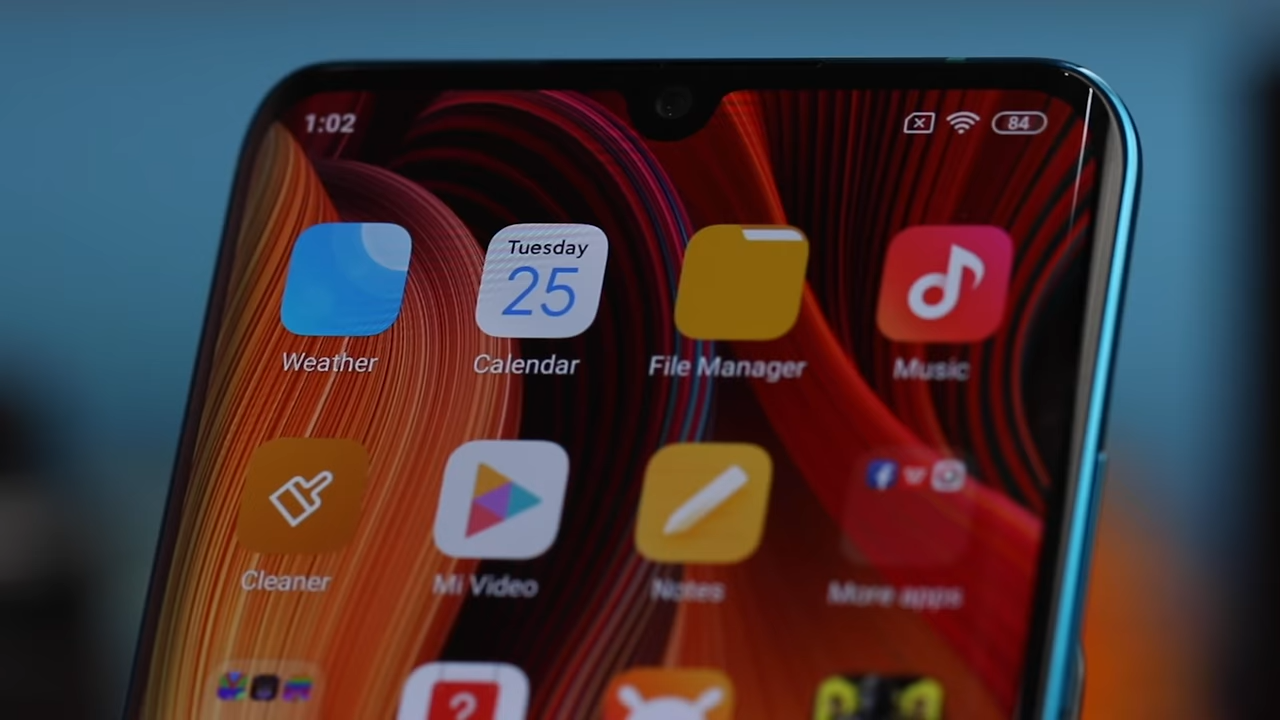 1:02
84
Tuesday
25
Weather
Calendar
File Manager
Music
Cleaner
Mi Video
Notes
More apps
?